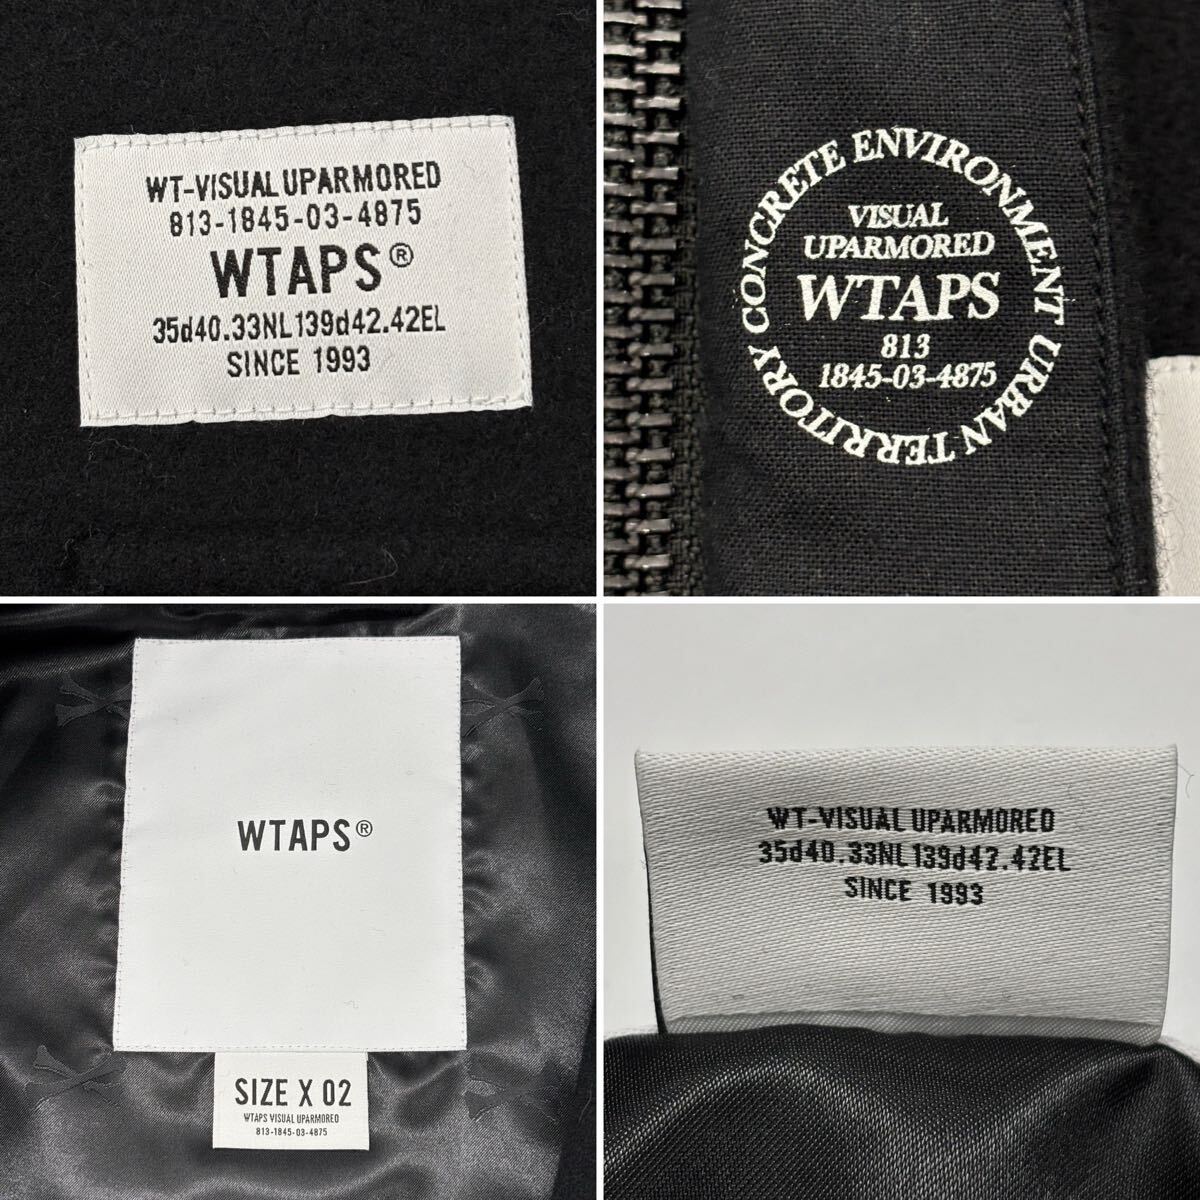 WT-VISUAL UPARMORED
813-1845-03-4875
WTAPS®
35d40.33NL139d42.42EL
SINCE 1993
CONCRETE ENVIRONMENT URBAN TERRITORY
VISUAL
UPARMORED
WTAPS
813
1845-03-4875
WTAPS®
SIZE X 02
WTAPS VISUAL UPARMORED
813-1845-03-4875
WT-VISUAL UPARMORED
35d40.33NL139d42.42EL
SINCE 1993